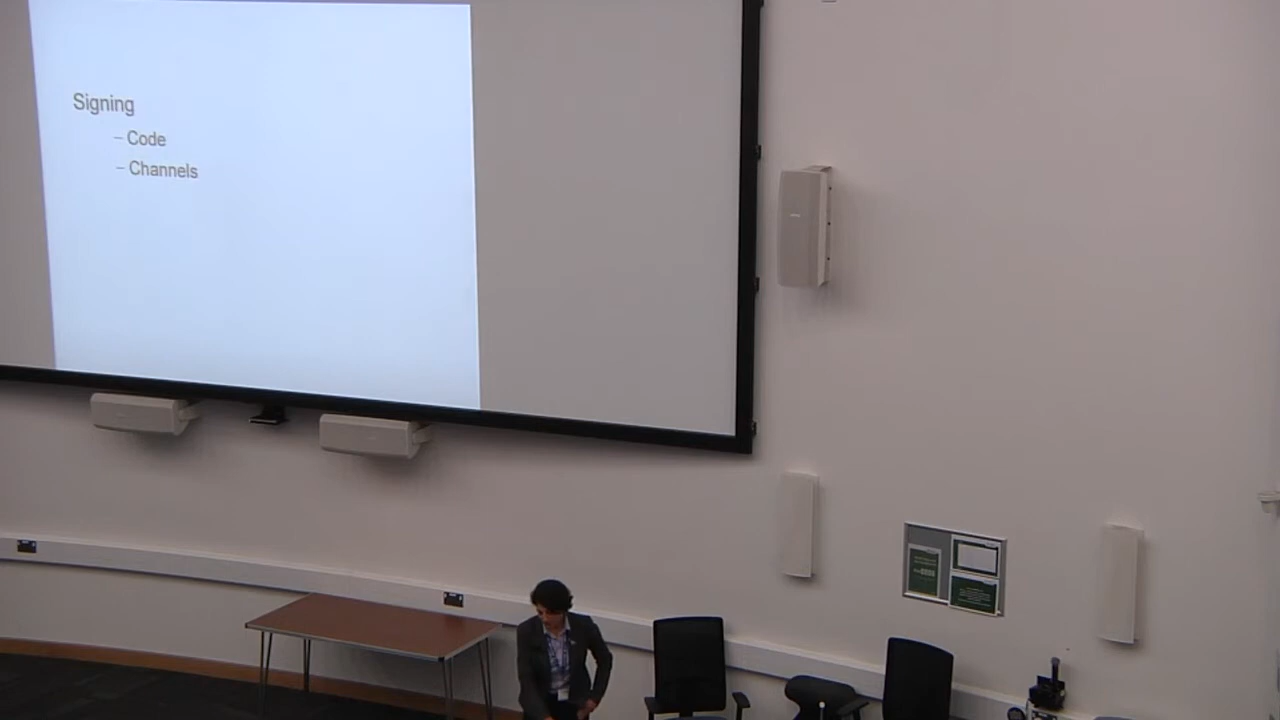 Signing
– Code
– Channels